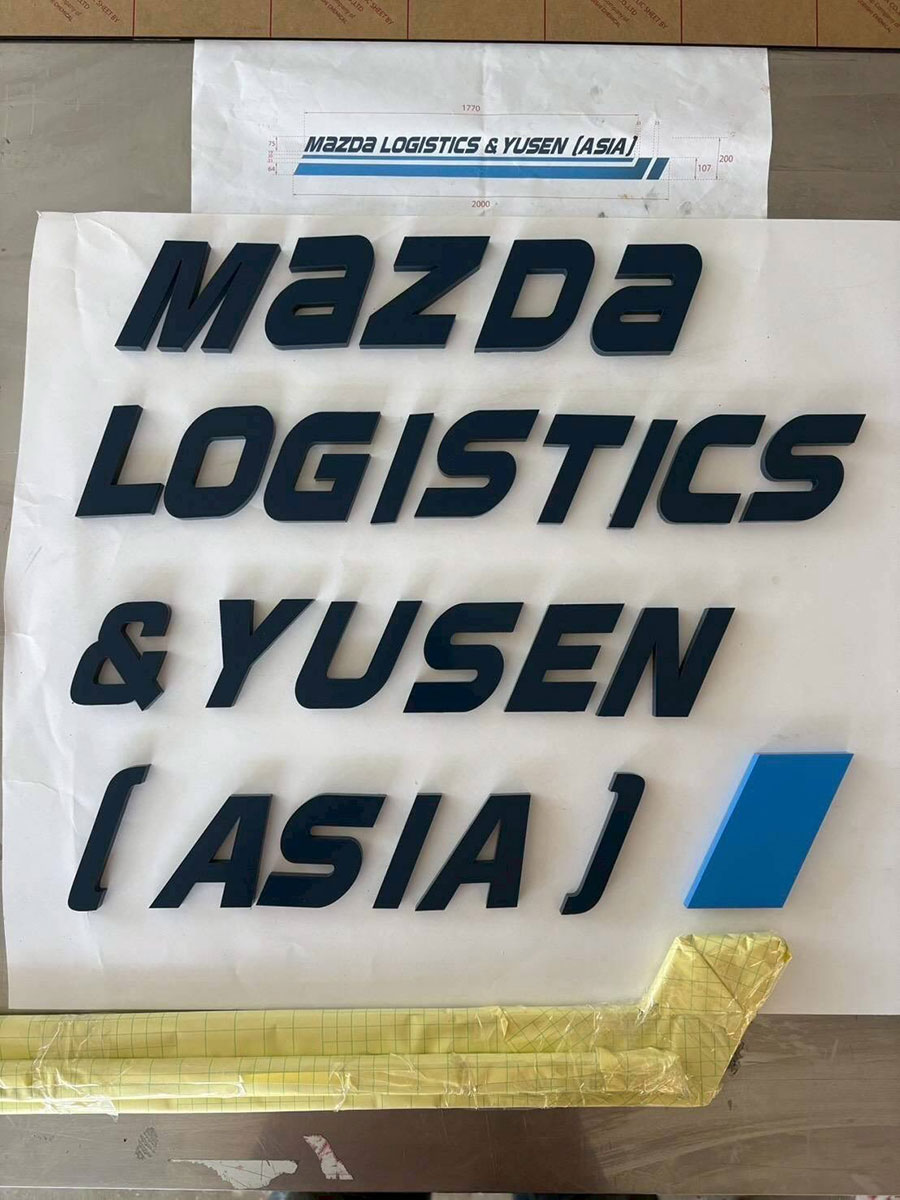 1770
MaZDa LOGISTICS & YUSEN (ASIA)
75
64
107
200
2000
MaZDa
LOGISTICS
& YUSEN
(ASIA)